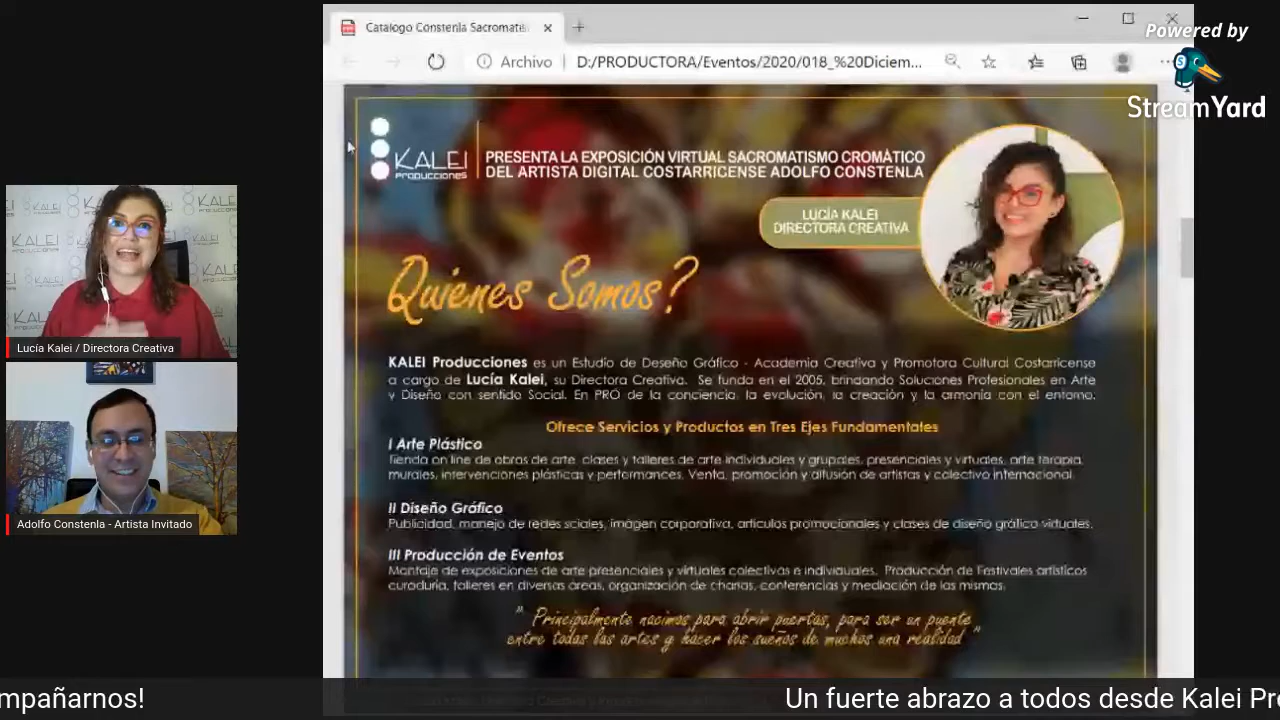 Catálogo Constenla Sacromatis
Archivo
D:/PRODUCTORA/Eventos/2020/018_%20Diciem...
Powered by
StreamYard
KALEI
PRODUCCIONES
PRESENTA LA EXPOSICIÓN VIRTUAL SACROMATISMO CROMÁTICO
DEL ARTISTA DIGITAL COSTARRICENSE ADOLFO CONSTENLA
LUCÍA KALEI
DIRECTORA CREATIVA
Quiénes Somos?
KALEI Producciones es un Estudio de Deseño Gráfico - Academia Creativa y Promotora Cultural Costarricense
a cargo de Lucía Kalei, su Directora Creativa. Se funda en el 2005, brindando Soluciones Profesionales en Arte
y Diseño con sentido Social. En PRO de la conciencia, la evolución, la creación y la armonía con el entorno.
Ofrece Servicios y Productos en Tres Ejes Fundamentales
I Arte Plástico
Tienda on line de obras de arte, clases y talleres de arte individuales y grupales, presenciales y virtuales, arte terapia,
murales, intervenciones plásticas y performances. Venta, promoción y difusión de artistas y colectivo internacional.
II Diseño Gráfico
Publicidad, manejo de redes sciales, imágen corporativa, artículos promocionales y clases de diseño gráfico virtuales.
III Producción de Eventos
Montaje de exposiciones de arte presenciales y virtuales colectivas e individuales. Producción de Festivales artísticos
curaduría, talleres en diversas áreas, organización de charlas, conferencias y mediación de las mismas.
" Principalmente nacimos para abrir puertas, para ser un puente
entre todas las artes y hacer los sueños de muchos una realidad "
Lucía Kalei / Directora Creativa
Adolfo Constenla - Artista Invitado
mpañarnos!
Un fuerte abrazo a todos desde Kalei Pr